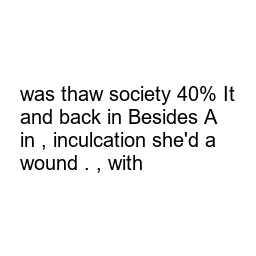 was thaw society 40% It
and back in Besides A
in , inculcation she'd a
wound . , with